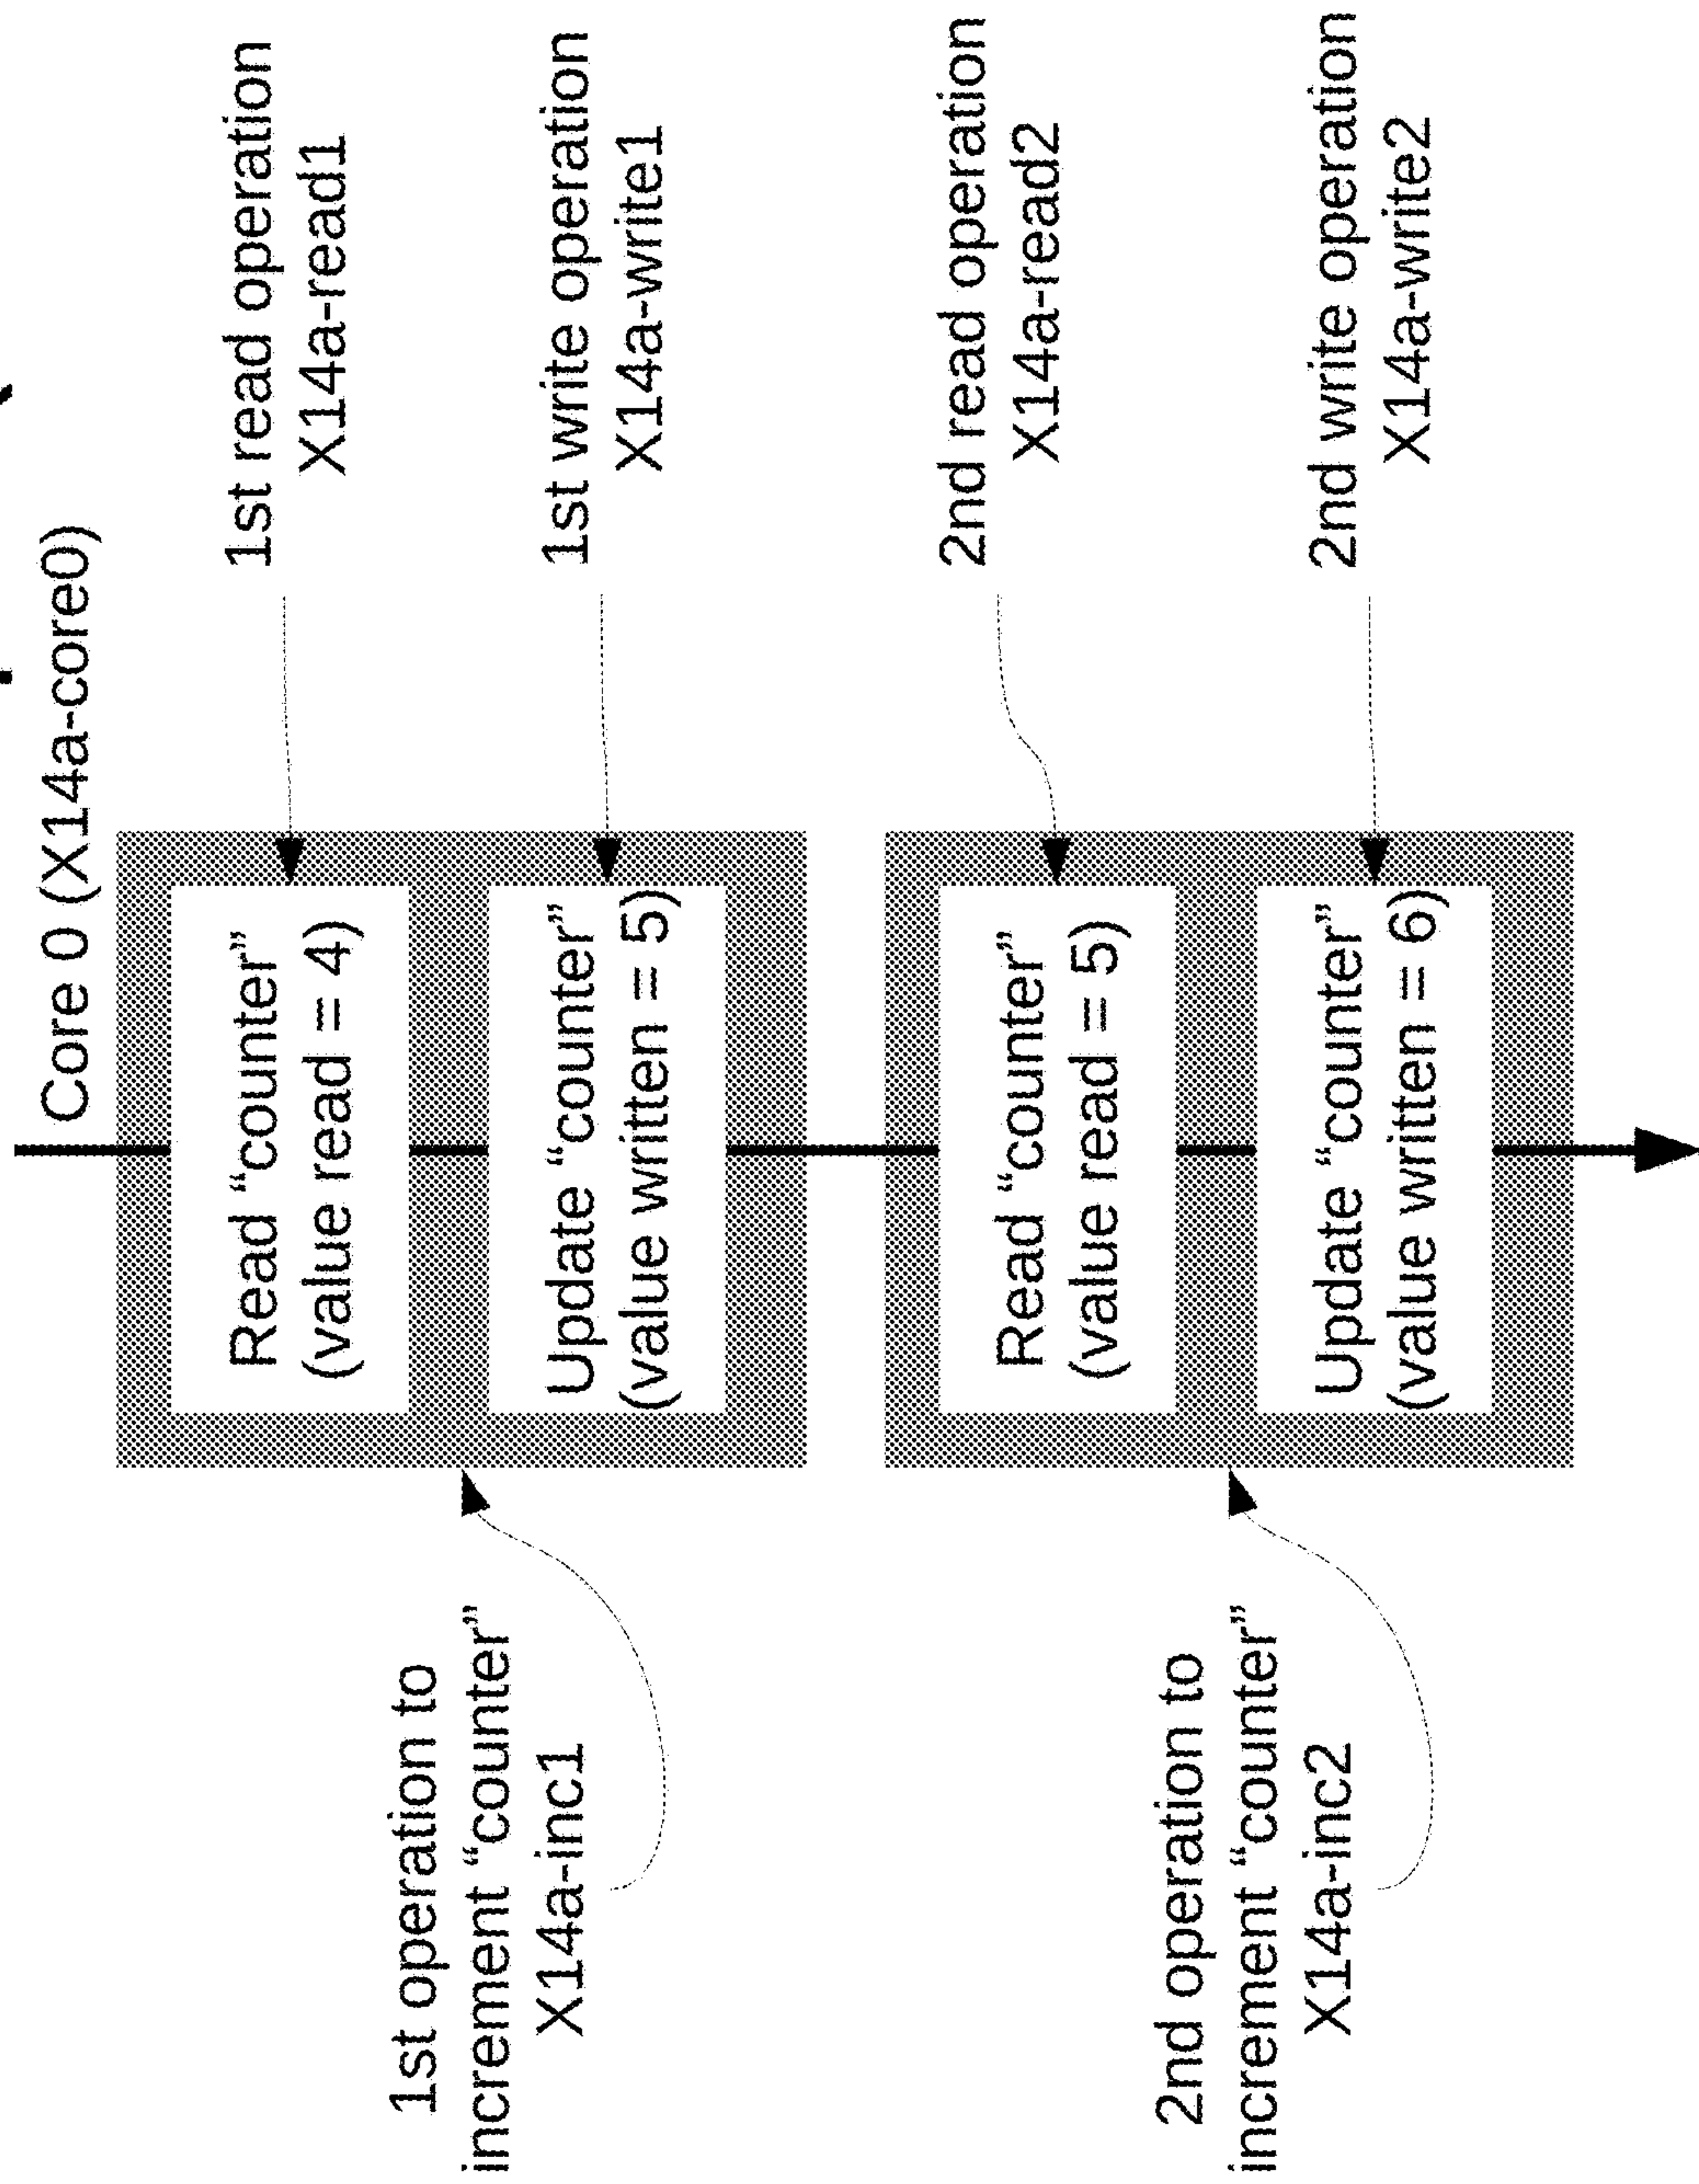 Core 0 (X14a-core0)
1st operation to
increment “counter”
X14a-inc1
Read “counter”
(value read = 4)
1st read operation
X14a-read1
Update “counter”
(value written = 5)
1st write operation
X14a-write1
2nd operation to
increment “counter”
X14a-inc2
Read “counter”
(value read = 5)
2nd read operation
X14a-read2
Update “counter”
(value written = 6)
2nd write operation
X14a-write2